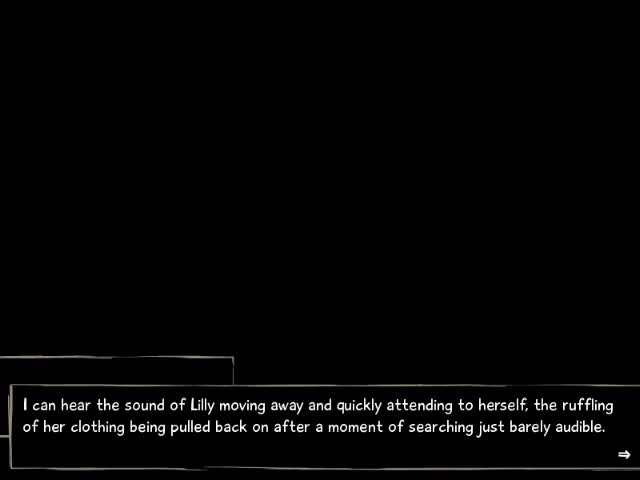 I can hear the sound of Lilly moving away and quickly attending to herself, the ruffling
of her clothing being pulled back on after a moment of searching just barely audible.